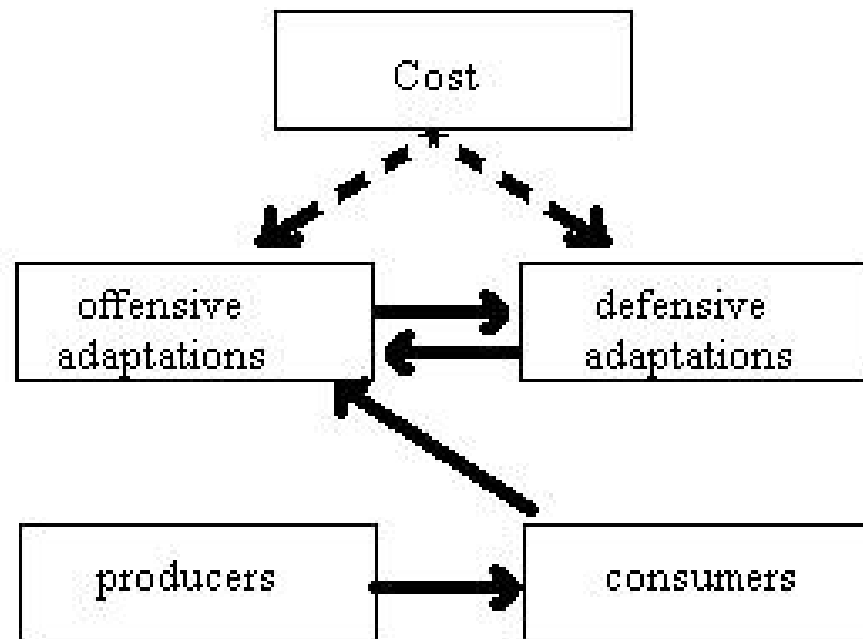 Cost
offensive
adaptations
defensive
adaptations
producers
consumers